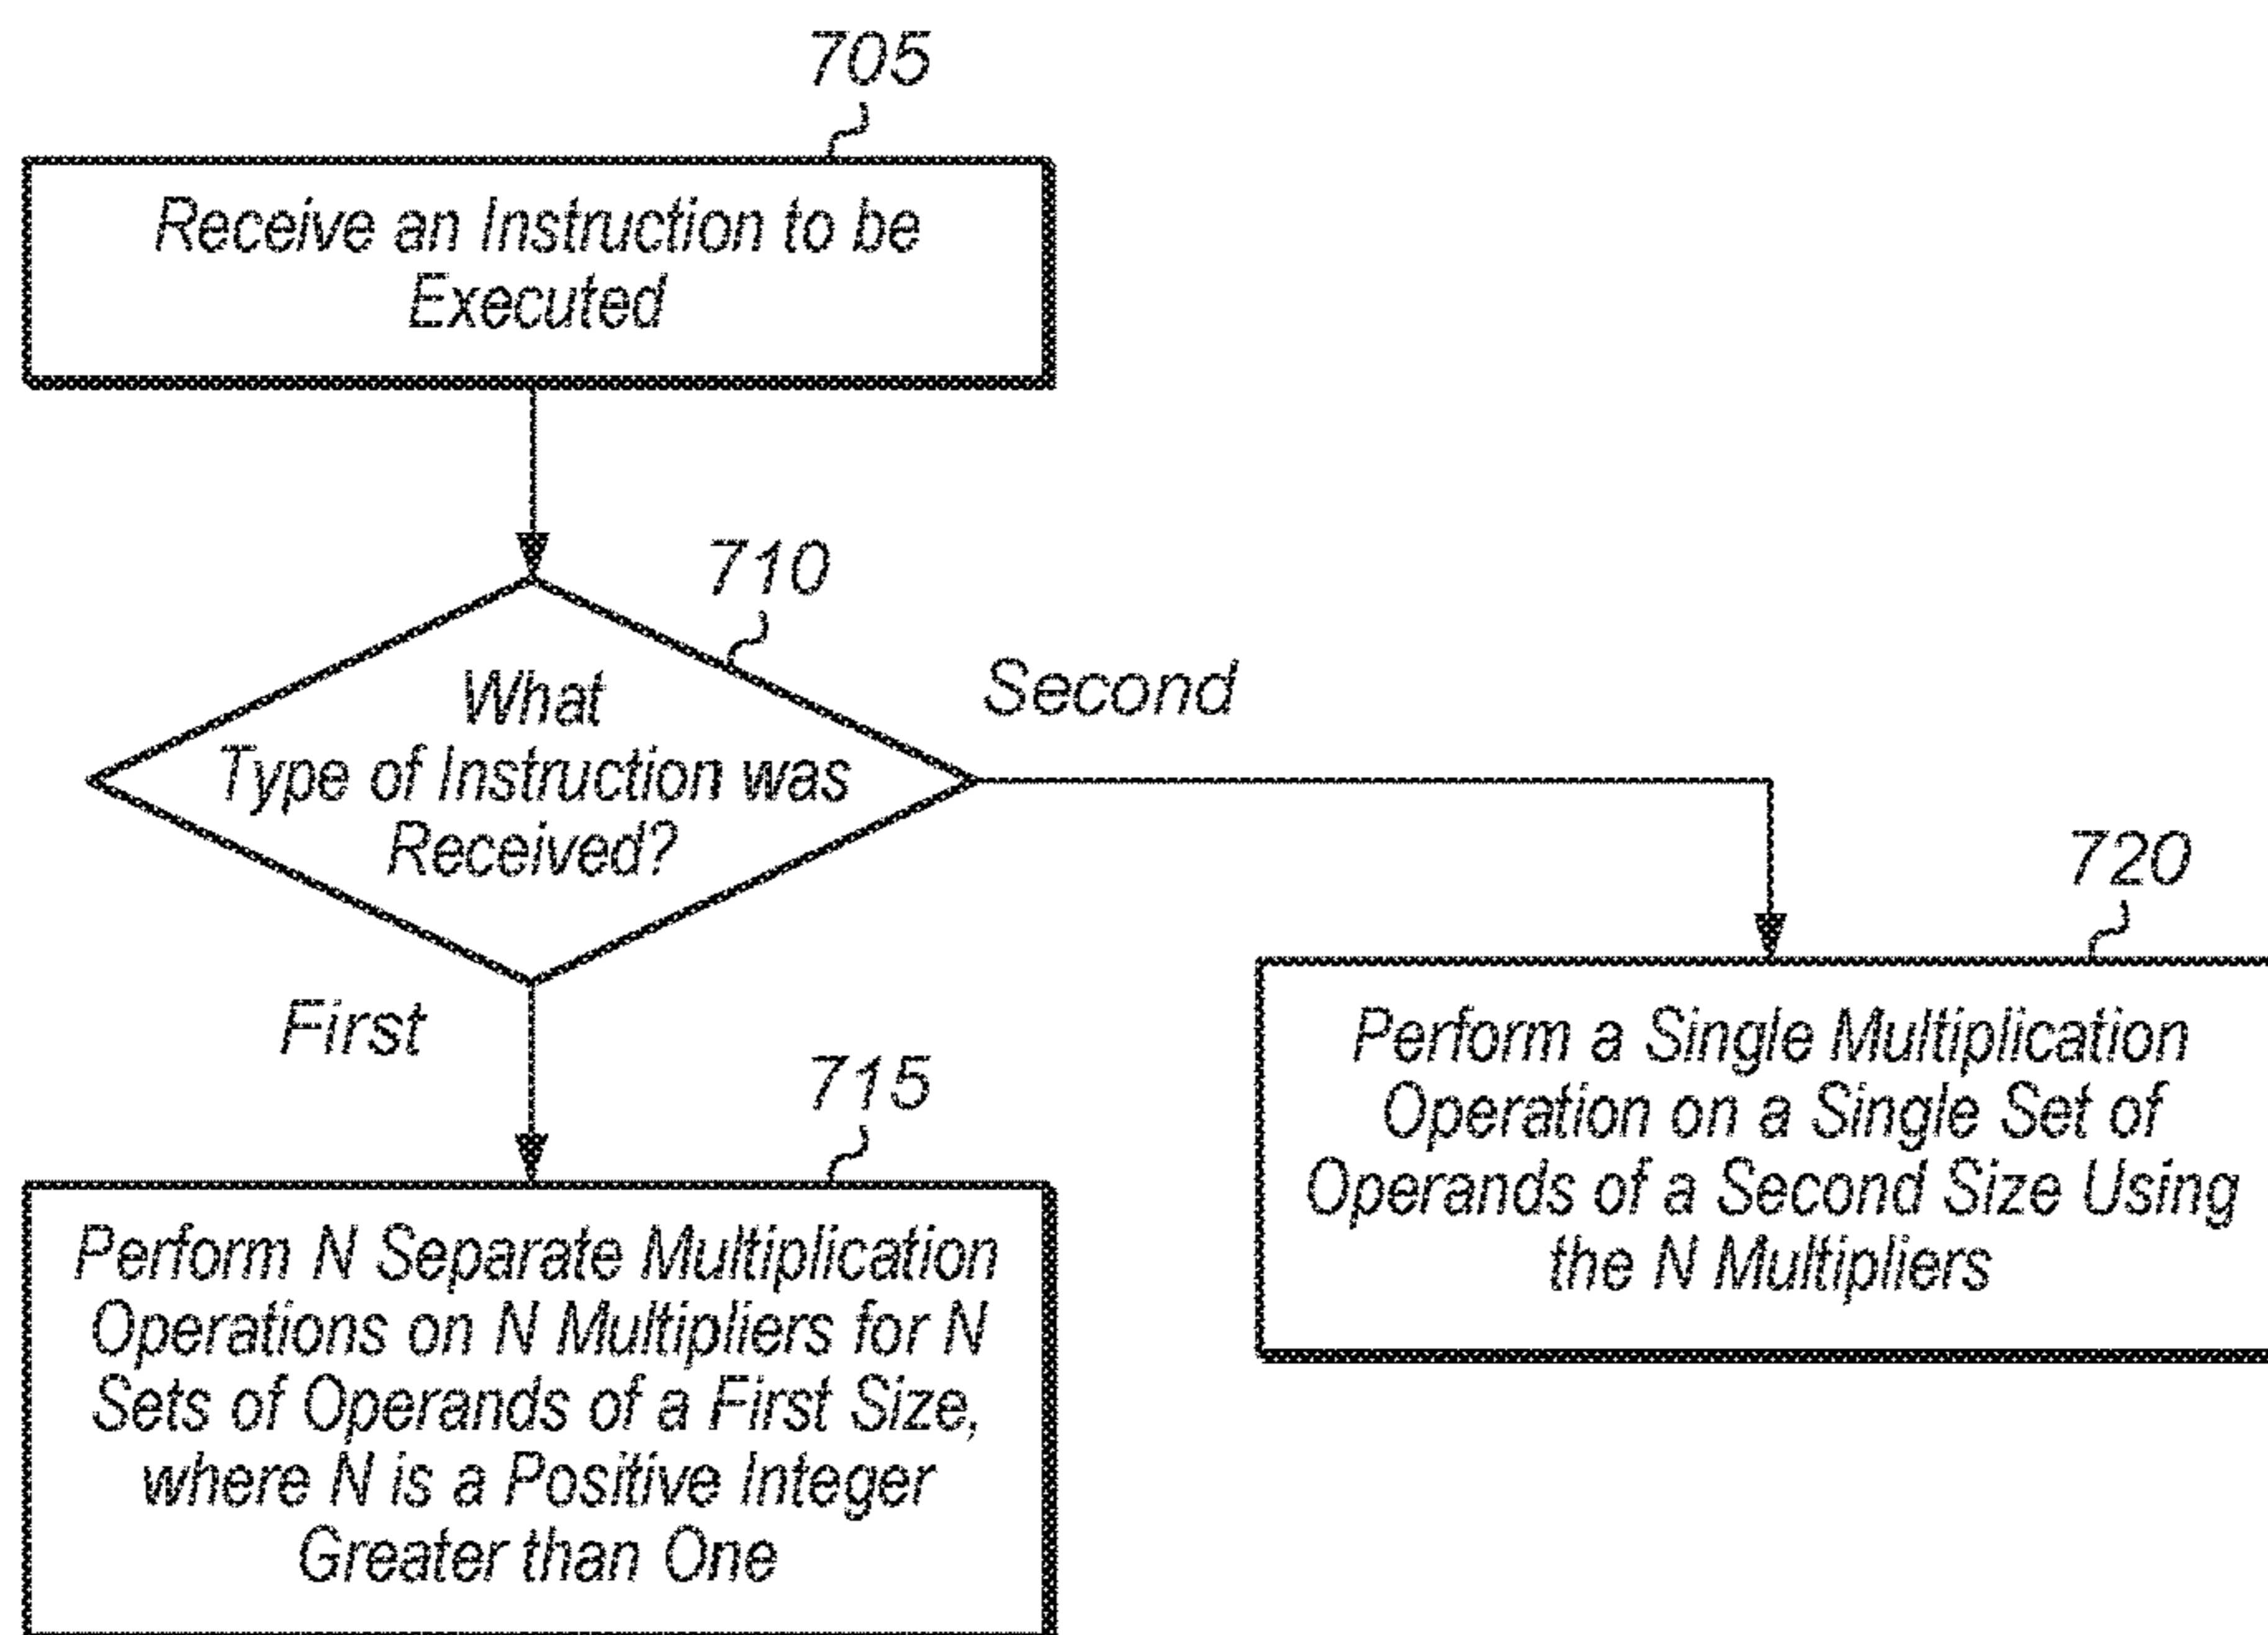 705
Receive an Instruction to be
Executed
710
What
Type of Instruction was
Received?
Second
First
715
Perform N Separate Multiplication
Operations on N Multipliers for N
Sets of Operands of a First Size,
where N is a Positive Integer
Greater than One
720
Perform a Single Multiplication
Operation on a Single Set of
Operands of a Second Size Using
the N Multipliers